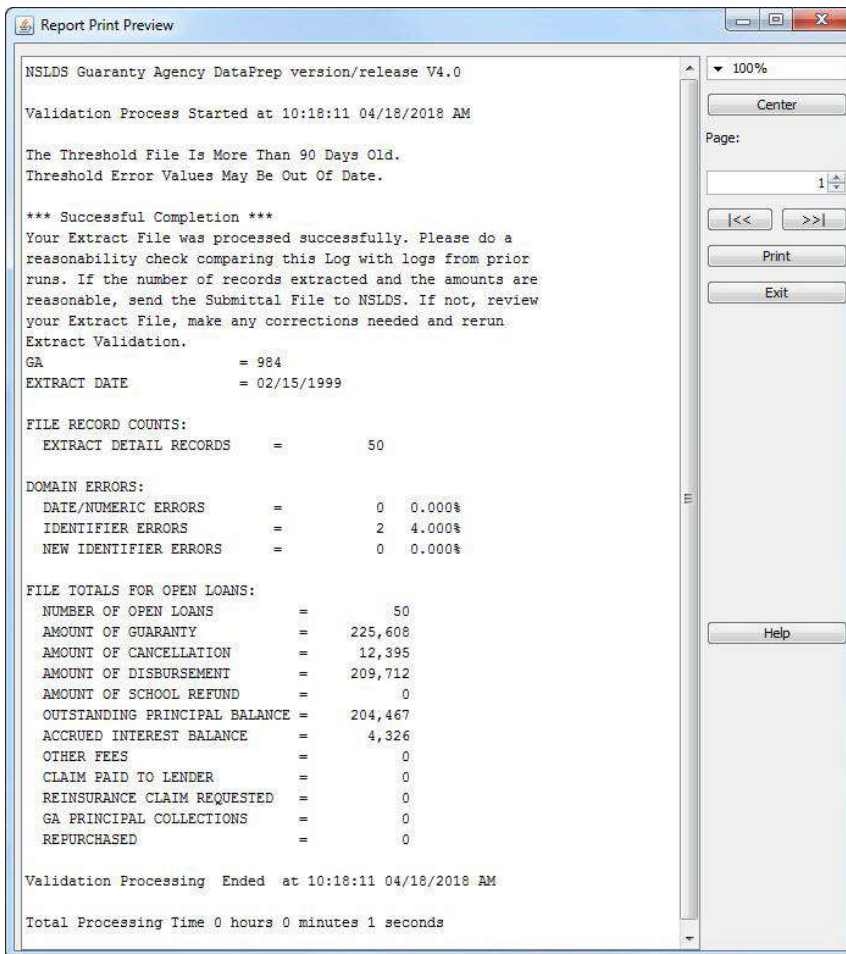 Report Print Preview
NSLDS Guaranty Agency DataPrep version/release V4.0
Validation Process Started at 10:18:11 04/18/2018 AM
The Threshold File Is More Than 90 Days Old.
Threshold Error Values May Be Out Of Date.
*** Successful Completion ***
Your Extract File was processed successfully. Please do a
reasonability check comparing this Log with logs from prior
runs. If the number of records extracted and the amounts are
reasonable, send the Submittal File to NSLDS. If not, review
your Extract File, make any corrections needed and rerun
Extract Validation.
GA = 984
EXTRACT DATE = 02/15/1999
FILE RECORD COUNTS:
EXTRACT DETAIL RECORDS = 50
DOMAIN ERRORS:
DATE/NUMERIC ERRORS = 0 0.000%
IDENTIFIER ERRORS = 2 4.000%
NEW IDENTIFIER ERRORS = 0 0.000%
FILE TOTALS FOR OPEN LOANS:
NUMBER OF OPEN LOANS = 50
AMOUNT OF GUARANTY = 225,608
AMOUNT OF CANCELLATION = 12,395
AMOUNT OF DISBURSEMENT = 209,712
AMOUNT OF SCHOOL REFUND = 0
OUTSTANDING PRINCIPAL BALANCE = 204,467
ACCRUED INTEREST BALANCE = 4,326
OTHER FEES = 0
CLAIM PAID TO LENDER = 0
REINSURANCE CLAIM REQUESTED = 0
GA PRINCIPAL COLLECTIONS = 0
REPURCHASED = 0
Validation Processing Ended at 10:18:11 04/18/2018 AM
Total Processing Time 0 hours 0 minutes 1 seconds
100%
Center
Page:
1
|<< >>|
Print
Exit
Help